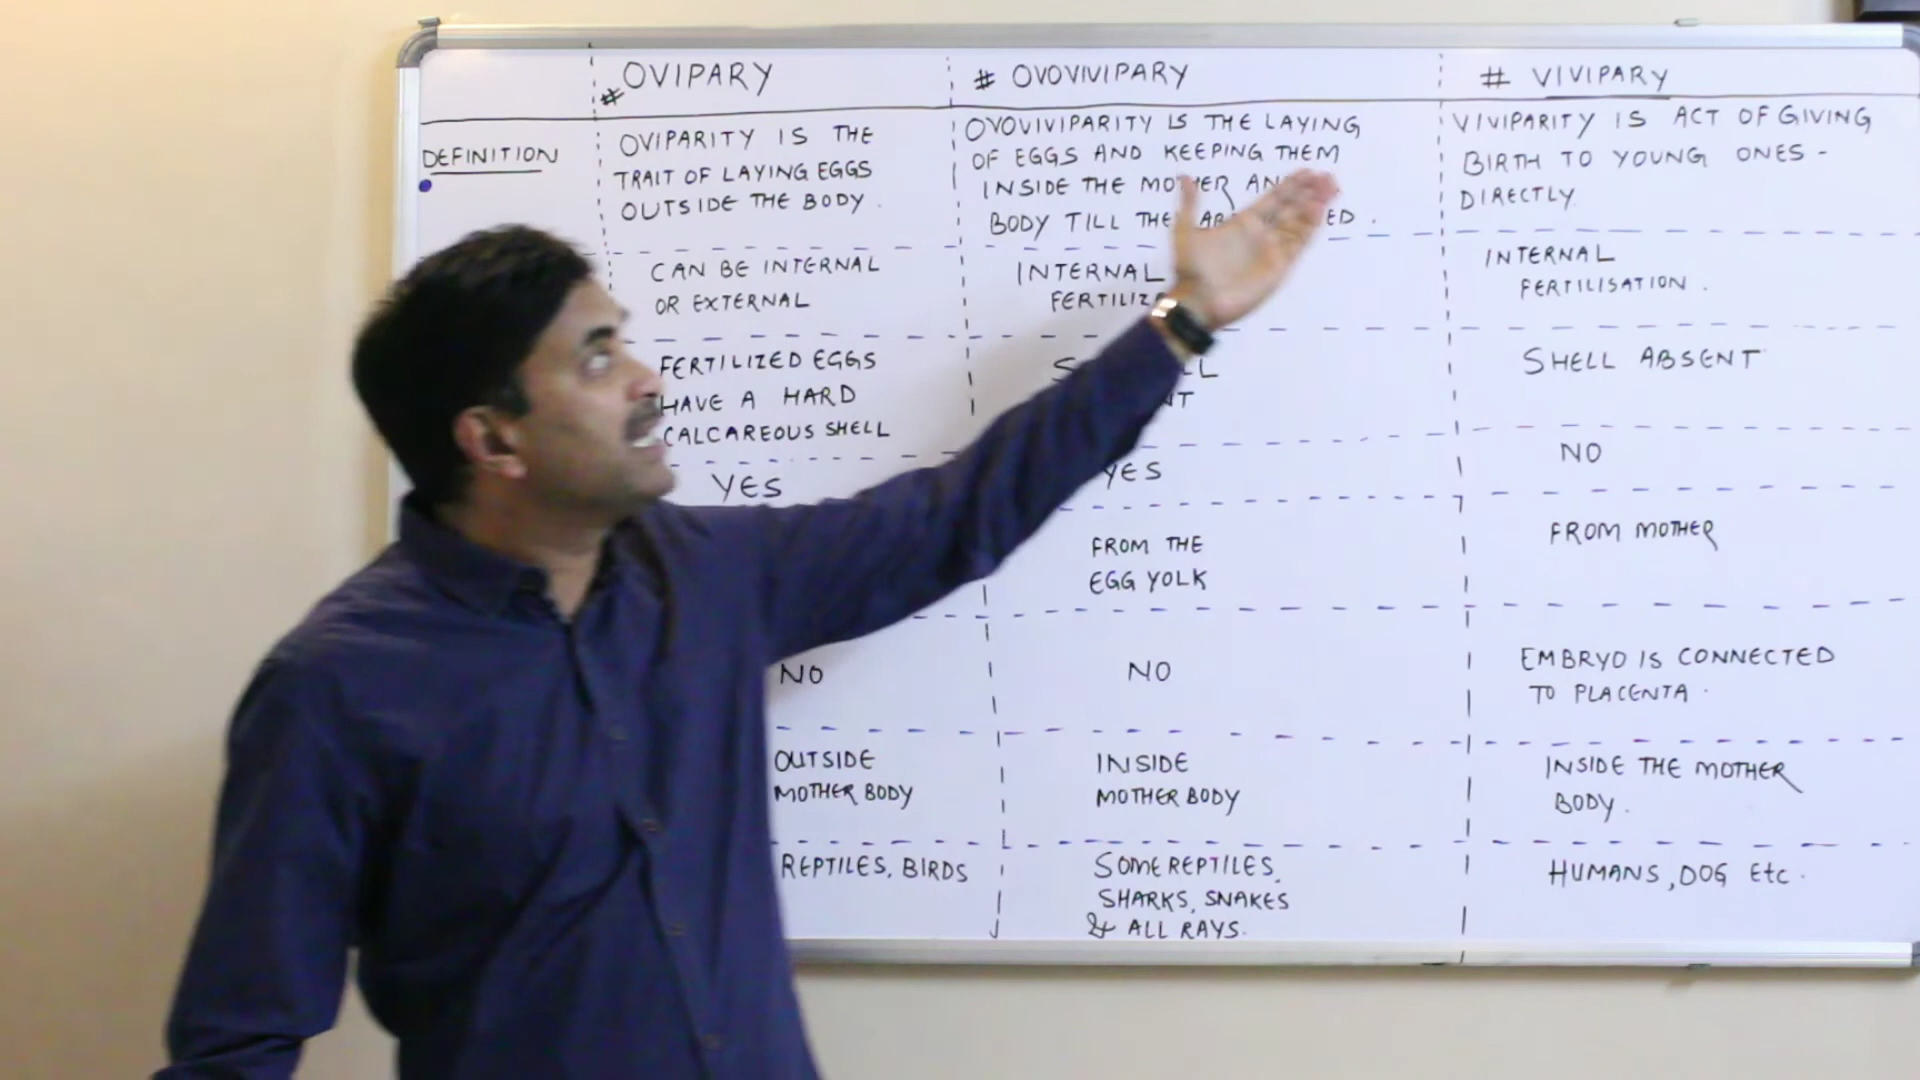 # OVIPARY
# OVOVIVIPARY
# VIVIPARY
DEFINITION
OVIPARITY IS THE
TRAIT OF LAYING EGGS
OUTSIDE THE BODY.
OVOVIVIPARITY IS THE LAYING
OF EGGS AND KEEPING THEM
INSIDE THE MOTHER
BODY TILL
VIVIPARITY IS ACT OF GIVING
BIRTH TO YOUNG ONES -
DIRECTLY.
CAN BE INTERNAL
OR EXTERNAL
INTERNAL
INTERNAL
FERTILISATION.
FERTILIZED EGGS
HAVE A HARD
CALCAREOUS SHELL
SHELL ABSENT
YES
YES
NO
FROM THE
EGG YOLK
FROM MOTHER
NO
NO
EMBRYO IS CONNECTED
TO PLACENTA.
OUTSIDE
MOTHER BODY
INSIDE
MOTHER BODY
INSIDE THE MOTHER
BODY.
REPTILES, BIRDS
SOME REPTILES,
SHARKS, SNAKES
& ALL RAYS.
HUMANS, DOG Etc.